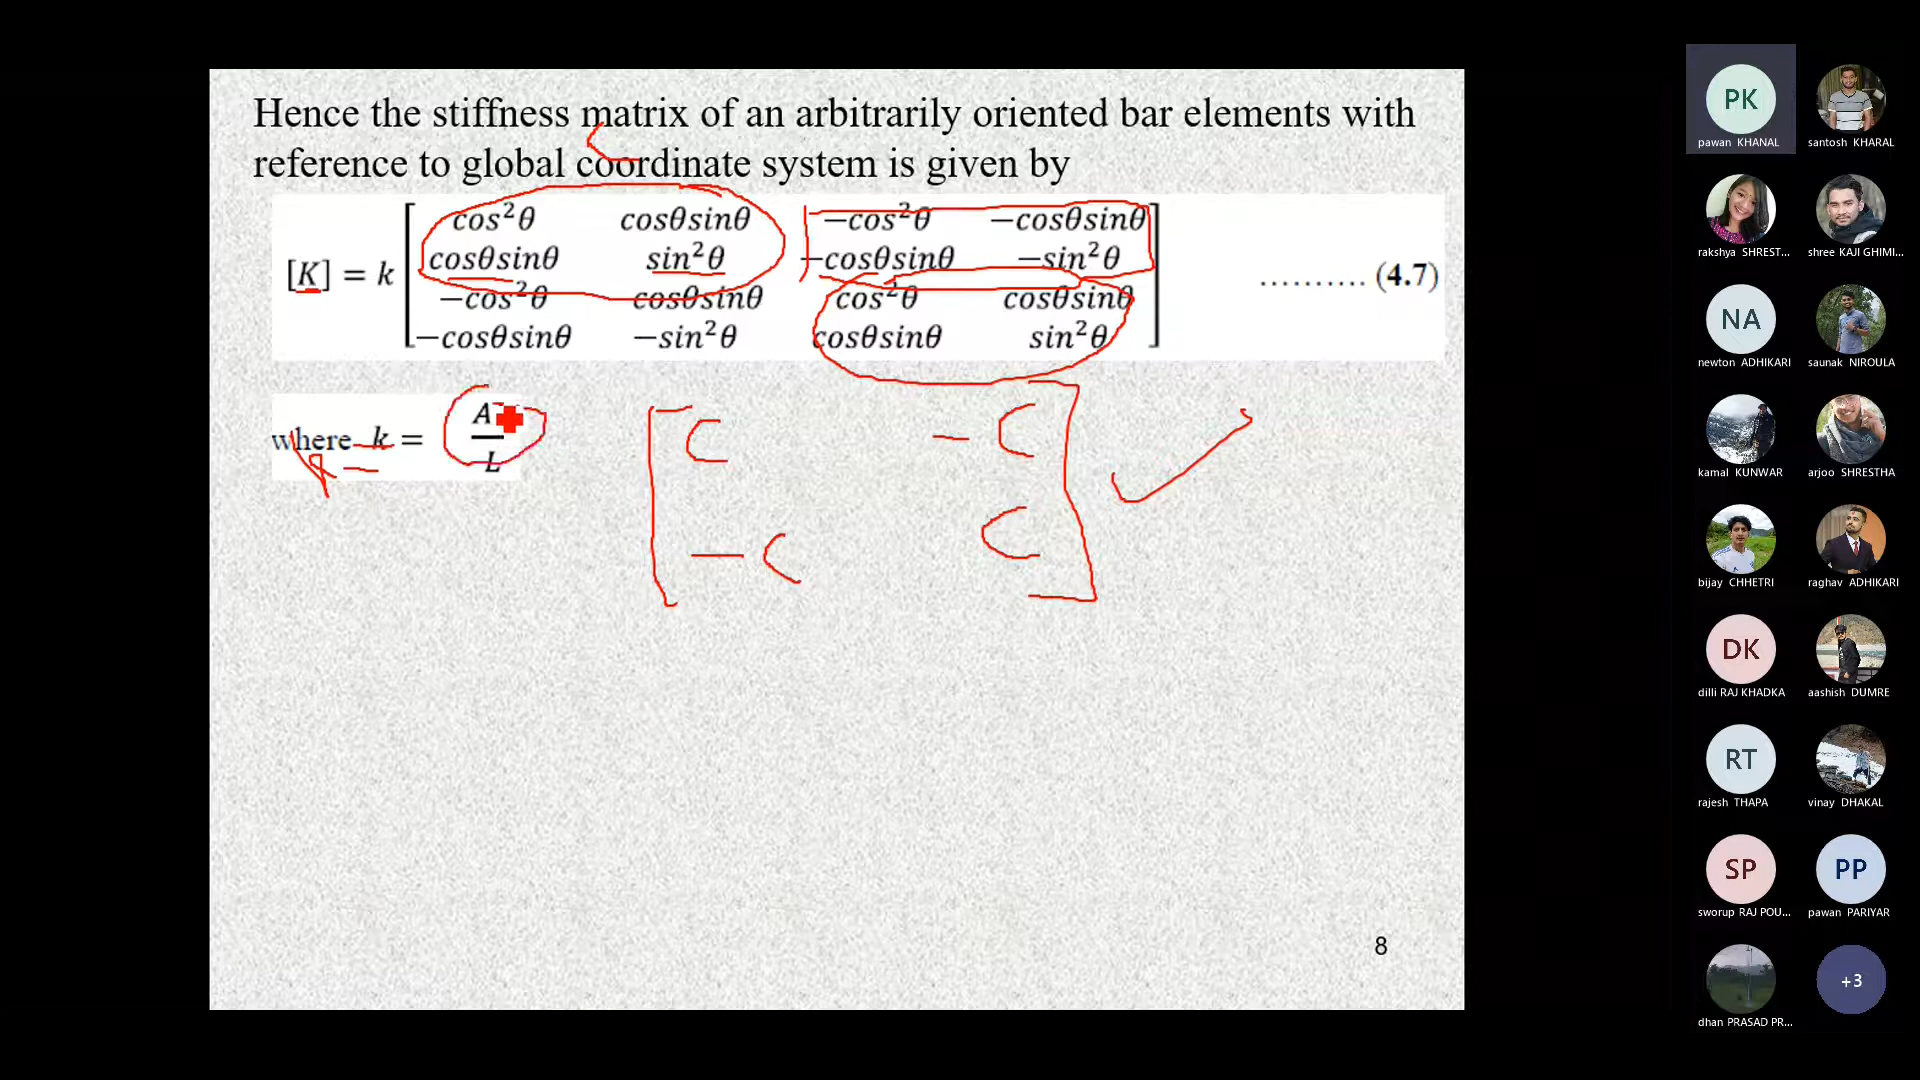 Hence the stiffness matrix of an arbitrarily oriented bar elements with
reference to global coordinate system is given by
[K] = k [ cos²θ cosθsinθ −cos²θ −cosθsinθ
cosθsinθ sin²θ −cosθsinθ −sin²θ
−cos²θ cosθsinθ cos²θ cosθsinθ
−cosθsinθ −sin²θ cosθsinθ sin²θ ] .......... (4.7)
where k = A
L
[ C − C
− C C ]
8
PK
pawan KHANAL
santosh KHARAL
rakshya SHREST...
shree KAJI GHIMI...
NA
newton ADHIKARI
saunak NIROULA
kamal KUNWAR
arjoo SHRESTHA
bijay CHHETRI
raghav ADHIKARI
DK
dilli RAJ KHADKA
aashish DUMRE
RT
rajesh THAPA
vinay DHAKAL
SP
PP
sworup RAJ POU...
pawan PARIYAR
+3
dhan PRASAD PR...